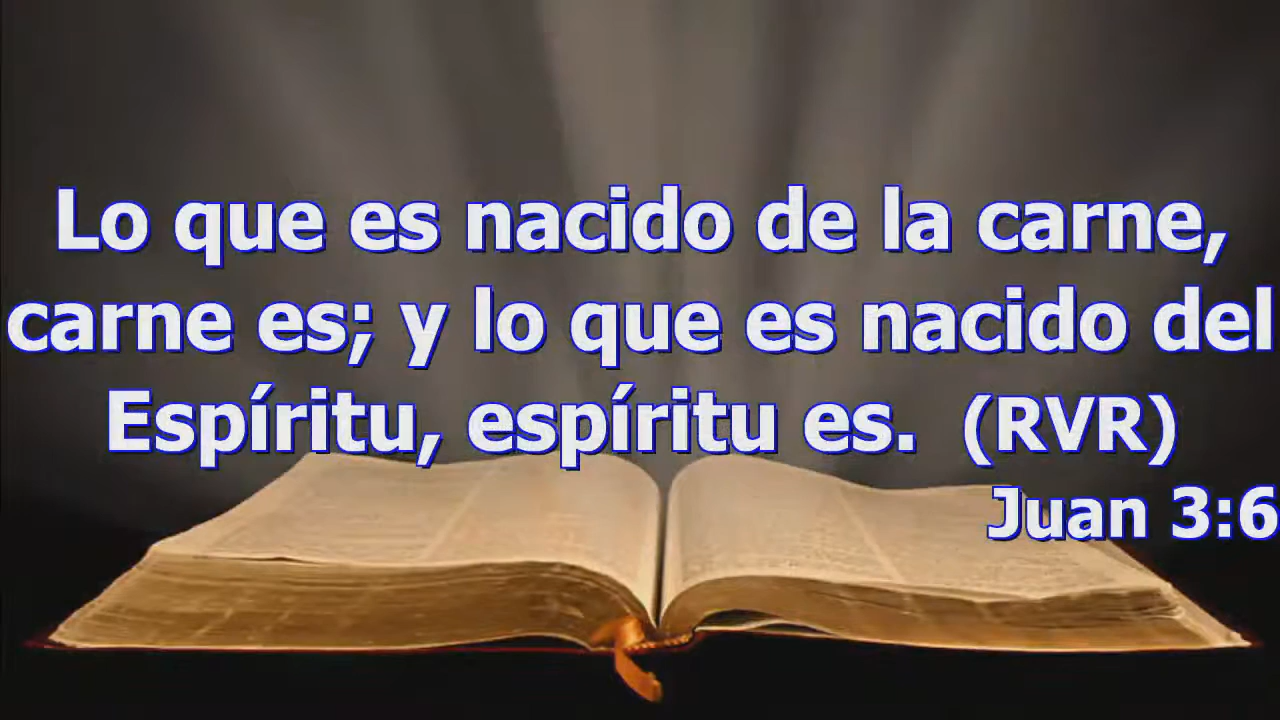 Lo que es nacido de la carne,
carne es; y lo que es nacido del
Espíritu, espíritu es.  (RVR)
Juan 3:6